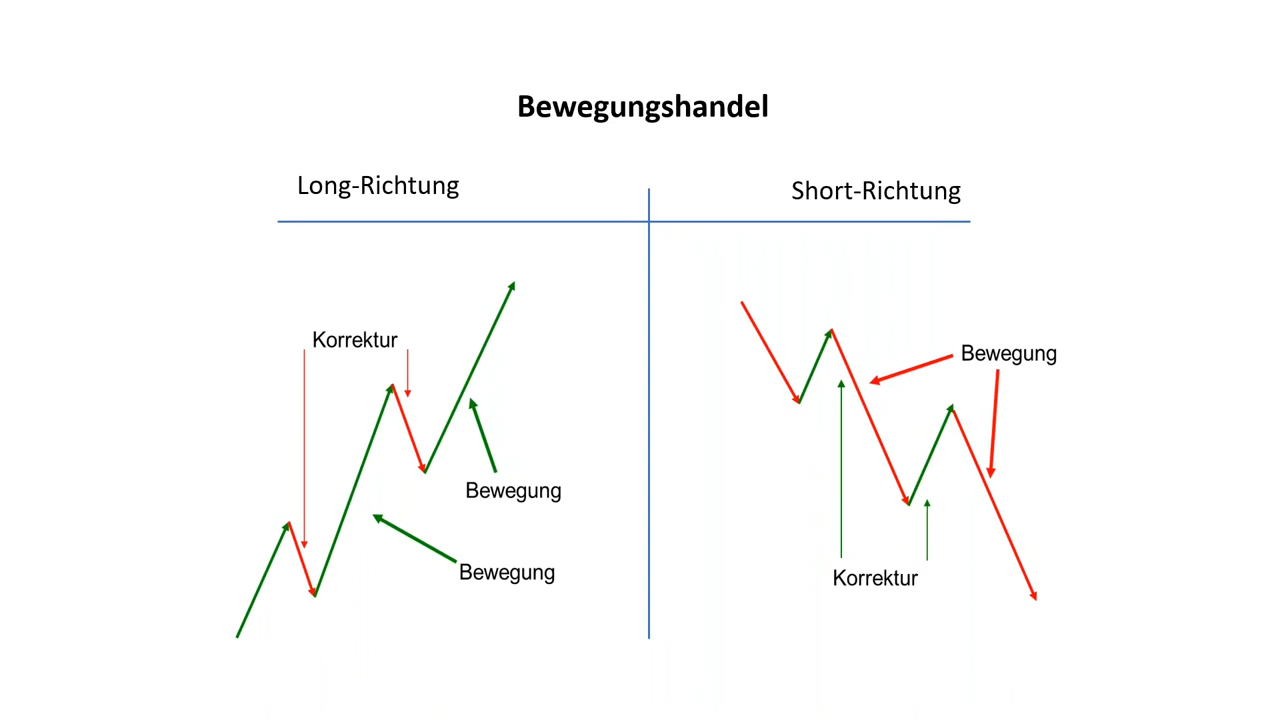 Bewegungshandel
Long-Richtung
Short-Richtung
Korrektur
Bewegung
Bewegung
Bewegung
Korrektur